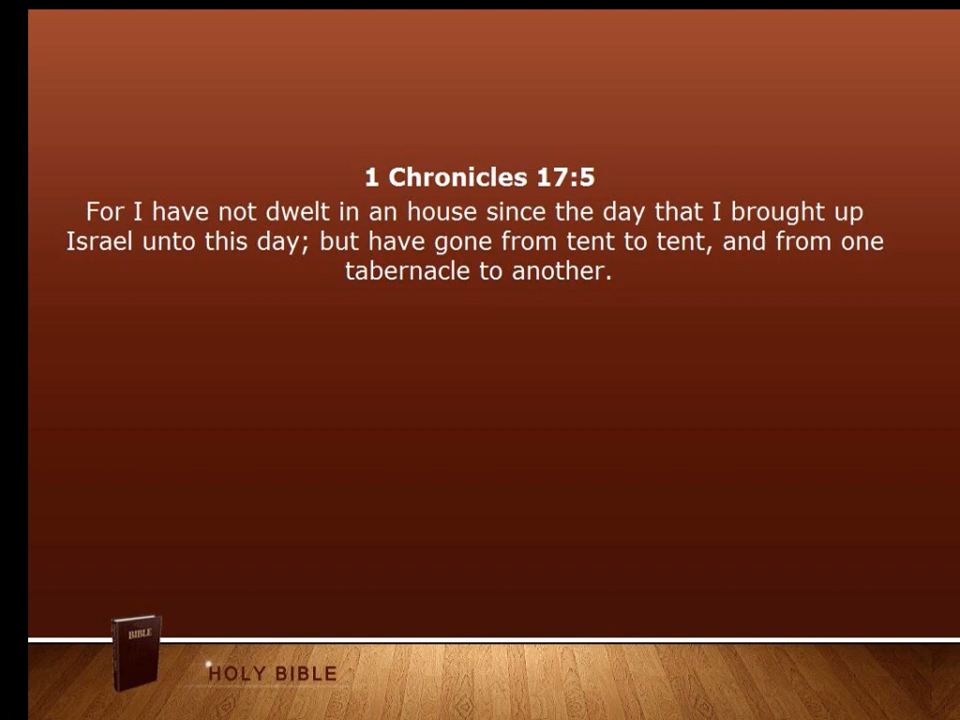 1 Chronicles 17:5
For I have not dwelt in an house since the day that I brought up
Israel unto this day; but have gone from tent to tent, and from one
tabernacle to another.
BIBLE
HOLY BIBLE